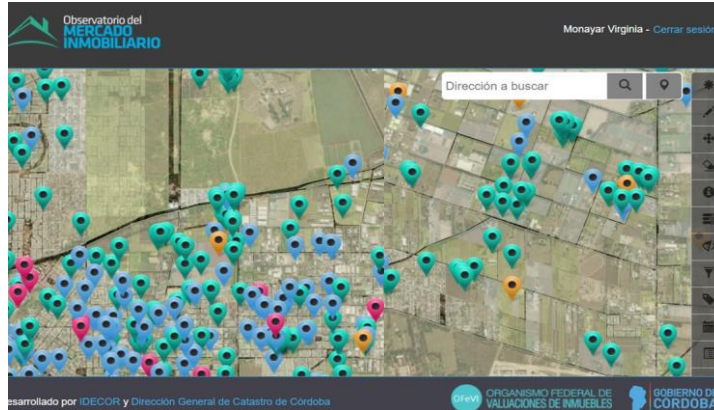 Observatorio del
MERCADO
INMOBILIARIO
Monayar Virginia - Cerrar sesión
Dirección a buscar
desarrollado por IDECOR y Dirección General de Catastro de Córdoba
OFeVI
ORGANISMO FEDERAL DE
VALUACIONES DE INMUEBLES
GOBIERNO DE
CÓRDOBA